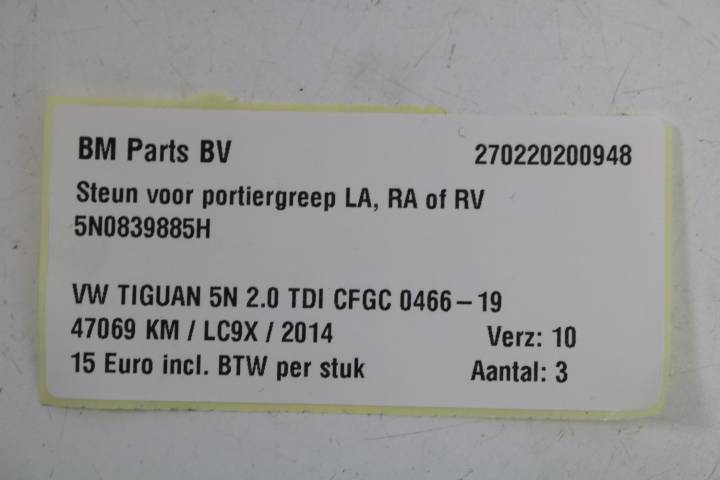 BM Parts BV 270220200948
Steun voor portiergreep LA, RA of RV
5N0839885H
VW TIGUAN 5N 2.0 TDI CFGC 0466 – 19
47069 KM / LC9X / 2014 Verz: 10
15 Euro incl. BTW per stuk Aantal: 3